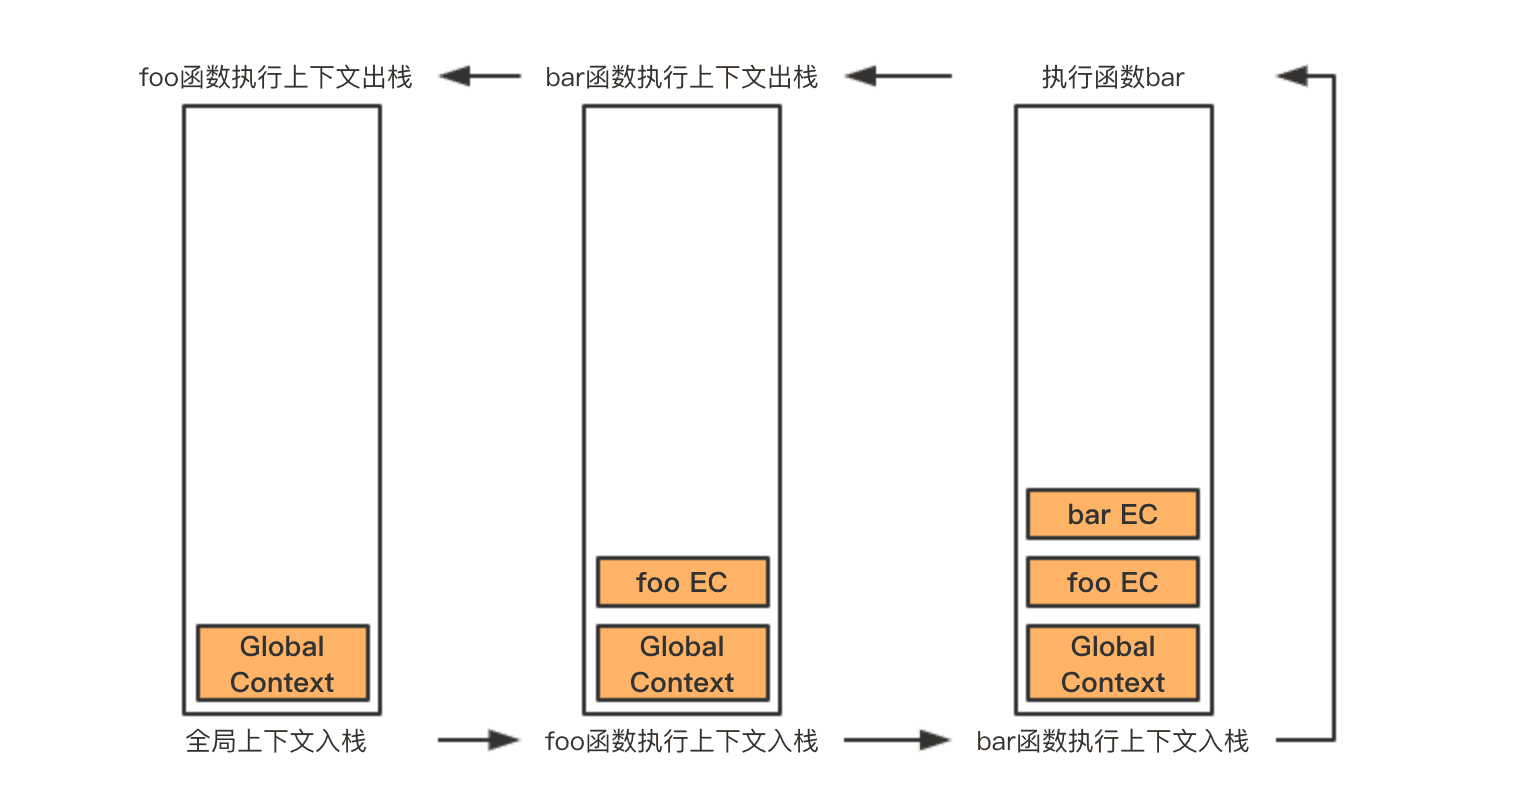 foo函数执行上下文出栈
bar函数执行上下文出栈
执行函数bar
bar EC
foo EC
foo EC
Global
Context
Global
Context
Global
Context
全局上下文入栈
foo函数执行上下文入栈
bar函数执行上下文入栈